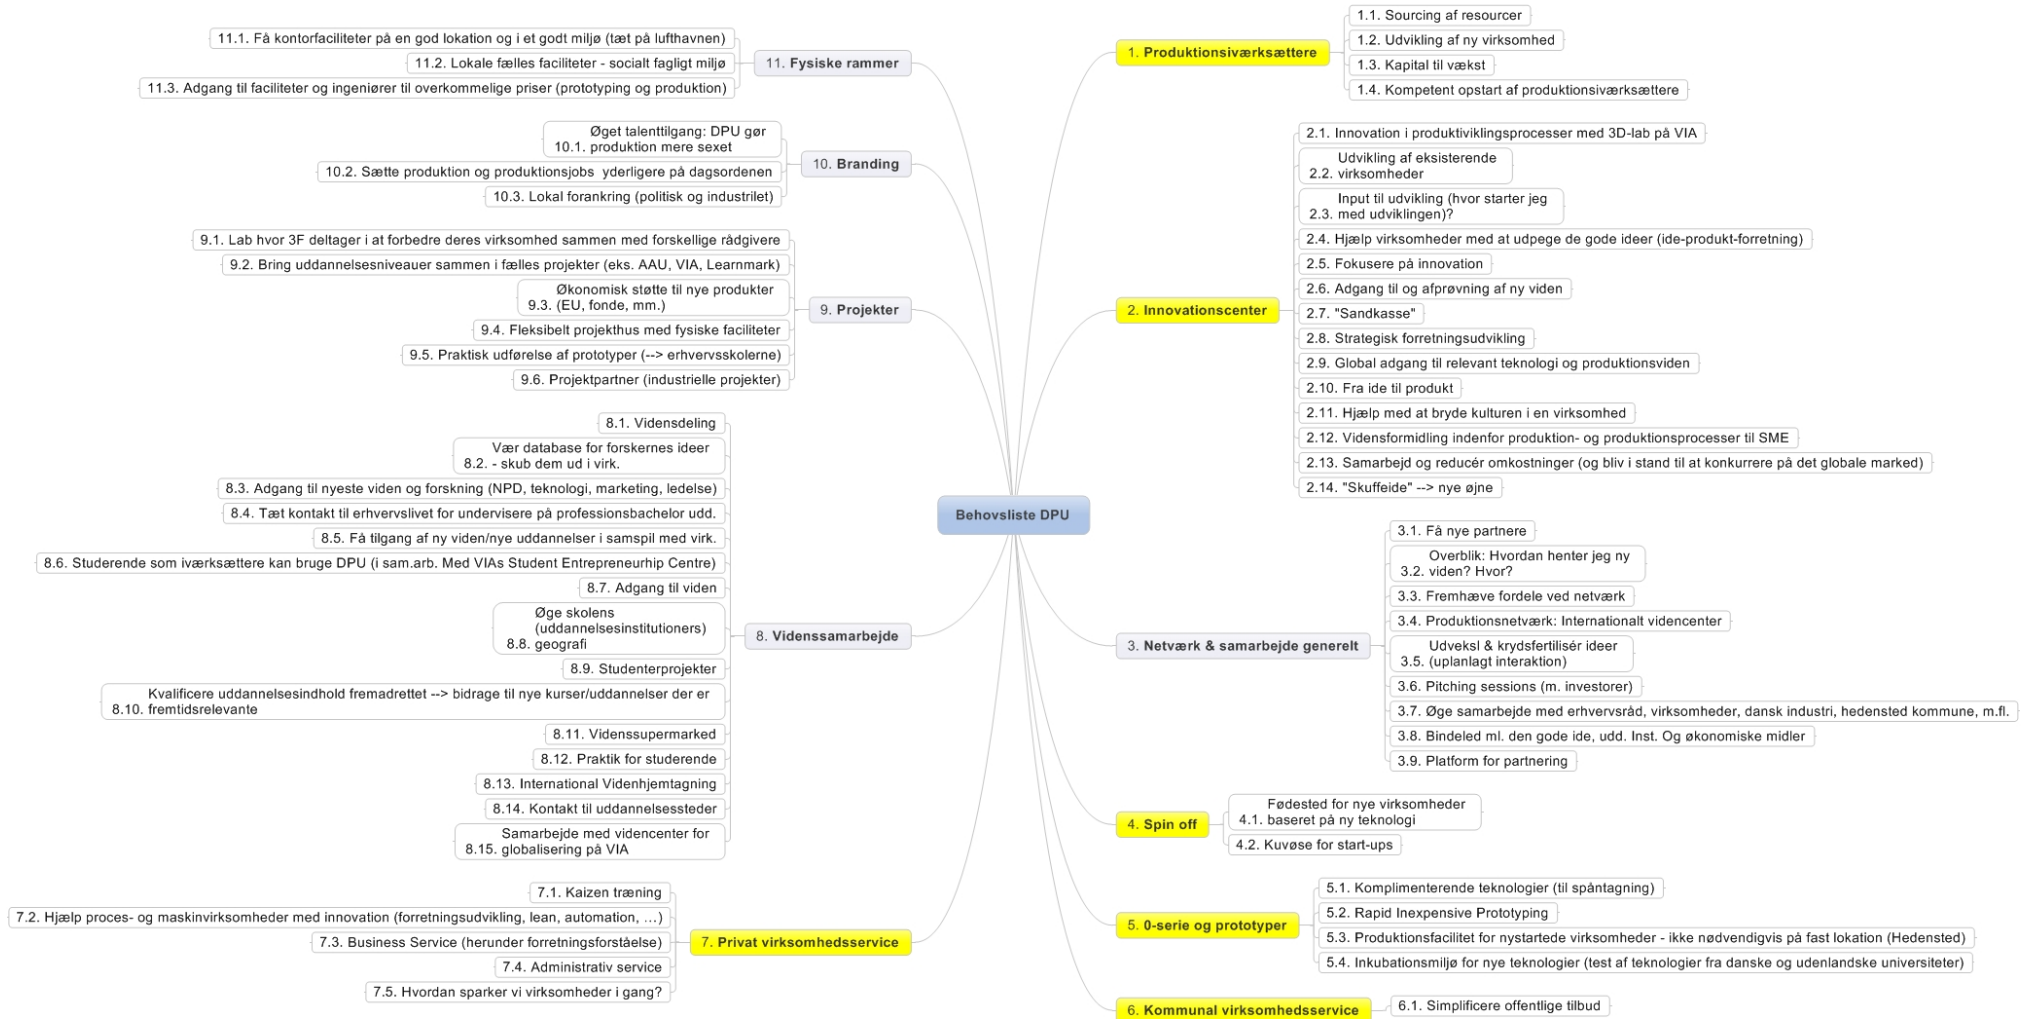 Behovsliste DPU
1. Produktionsiværksættere
1.1. Sourcing af resourcer
1.2. Udvikling af ny virksomhed
1.3. Kapital til vækst
1.4. Kompetent opstart af produktionsiværksættere
2. Innovationscenter
2.1. Innovation i produktiviklingsprocesser med 3D-lab på VIA
Udvikling af eksisterende
2.2. virksomheder
Input til udvikling (hvor starter jeg
2.3. med udviklingen)?
2.4. Hjælp virksomheder med at udpege de gode ideer (ide-produkt-forretning)
2.5. Fokusere på innovation
2.6. Adgang til og afprøvning af ny viden
2.7. "Sandkasse"
2.8. Strategisk forretningsudvikling
2.9. Global adgang til relevant teknologi og produktionsviden
2.10. Fra ide til produkt
2.11. Hjælp med at bryde kulturen i en virksomhed
2.12. Vidensformidling indenfor produktion- og produktionsprocesser til SME
2.13. Samarbejd og reducér omkostninger (og bliv i stand til at konkurrere på det globale marked)
2.14. "Skuffeide" --> nye øjne
3. Netværk & samarbejde generelt
3.1. Få nye partnere
Overblik: Hvordan henter jeg ny
3.2. viden? Hvor?
3.3. Fremhæve fordele ved netværk
3.4. Produktionsnetværk: Internationalt videncenter
Udveksl & krydsfertilisér ideer
3.5. (uplanlagt interaktion)
3.6. Pitching sessions (m. investorer)
3.7. Øge samarbejde med erhvervsråd, virksomheder, dansk industri, hedensted kommune, m.fl.
3.8. Bindeled ml. den gode ide, udd. Inst. Og økonomiske midler
3.9. Platform for partnering
4. Spin off
Fødested for nye virksomheder
4.1. baseret på ny teknologi
4.2. Kuvøse for start-ups
5. 0-serie og prototyper
5.1. Komplimenterende teknologier (til spåntagning)
5.2. Rapid Inexpensive Prototyping
5.3. Produktionsfacilitet for nystartede virksomheder - ikke nødvendigvis på fast lokation (Hedensted)
5.4. Inkubationsmiljø for nye teknologier (test af teknologier fra danske og udenlandske universiteter)
6. Kommunal virksomhedsservice
6.1. Simplificere offentlige tilbud
7. Privat virksomhedsservice
7.1. Kaizen træning
7.2. Hjælp proces- og maskinvirksomheder med innovation (forretningsudvikling, lean, automation, …)
7.3. Business Service (herunder forretningsforståelse)
7.4. Administrativ service
7.5. Hvordan sparker vi virksomheder i gang?
8. Videnssamarbejde
8.1. Vidensdeling
Vær database for forskernes ideer
8.2. - skub dem ud i virk.
8.3. Adgang til nyeste viden og forskning (NPD, teknologi, marketing, ledelse)
8.4. Tæt kontakt til erhvervslivet for undervisere på professionsbachelor udd.
8.5. Få tilgang af ny viden/nye uddannelser i samspil med virk.
8.6. Studerende som iværksættere kan bruge DPU (i sam.arb. Med VIAs Student Entrepreneurhip Centre)
8.7. Adgang til viden
Øge skolens
(uddannelsesinstitutioners)
8.8. geografi
8.9. Studenterprojekter
Kvalificere uddannelsesindhold fremadrettet --> bidrage til nye kurser/uddannelser der er
8.10. fremtidsrelevante
8.11. Videnssupermarked
8.12. Praktik for studerende
8.13. International Videnhjemtagning
8.14. Kontakt til uddannelsessteder
Samarbejde med videncenter for
8.15. globalisering på VIA
9. Projekter
9.1. Lab hvor 3F deltager i at forbedre deres virksomhed sammen med forskellige rådgivere
9.2. Bring uddannelsesniveauer sammen i fælles projekter (eks. AAU, VIA, Learnmark)
Økonomisk støtte til nye produkter
9.3. (EU, fonde, mm.)
9.4. Fleksibelt projekthus med fysiske faciliteter
9.5. Praktisk udførelse af prototyper (--> erhvervsskolerne)
9.6. Projektpartner (industrielle projekter)
10. Branding
Øget talenttilgang: DPU gør
10.1. produktion mere sexet
10.2. Sætte produktion og produktionsjobs yderligere på dagsordenen
10.3. Lokal forankring (politisk og industrilet)
11. Fysiske rammer
11.1. Få kontorfaciliteter på en god lokation og i et godt miljø (tæt på lufthavnen)
11.2. Lokale fælles faciliteter - socialt fagligt miljø
11.3. Adgang til faciliteter og ingeniører til overkommelige priser (prototyping og produktion)